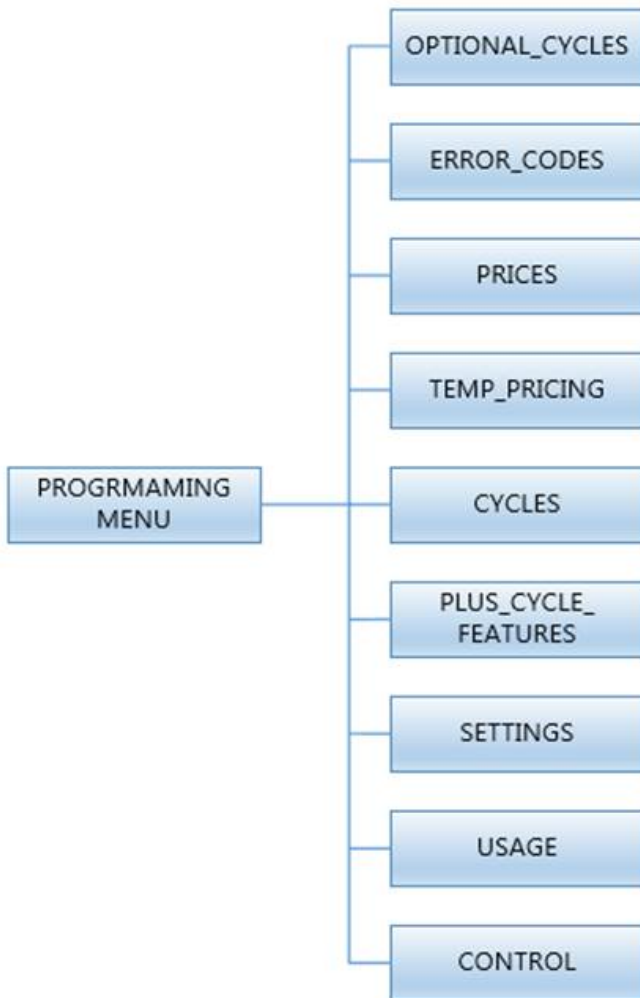 OPTIONAL_CYCLES
ERROR_CODES
PRICES
TEMP_PRICING
PROGRMAMING
MENU
CYCLES
PLUS_CYCLE_
FEATURES
SETTINGS
USAGE
CONTROL